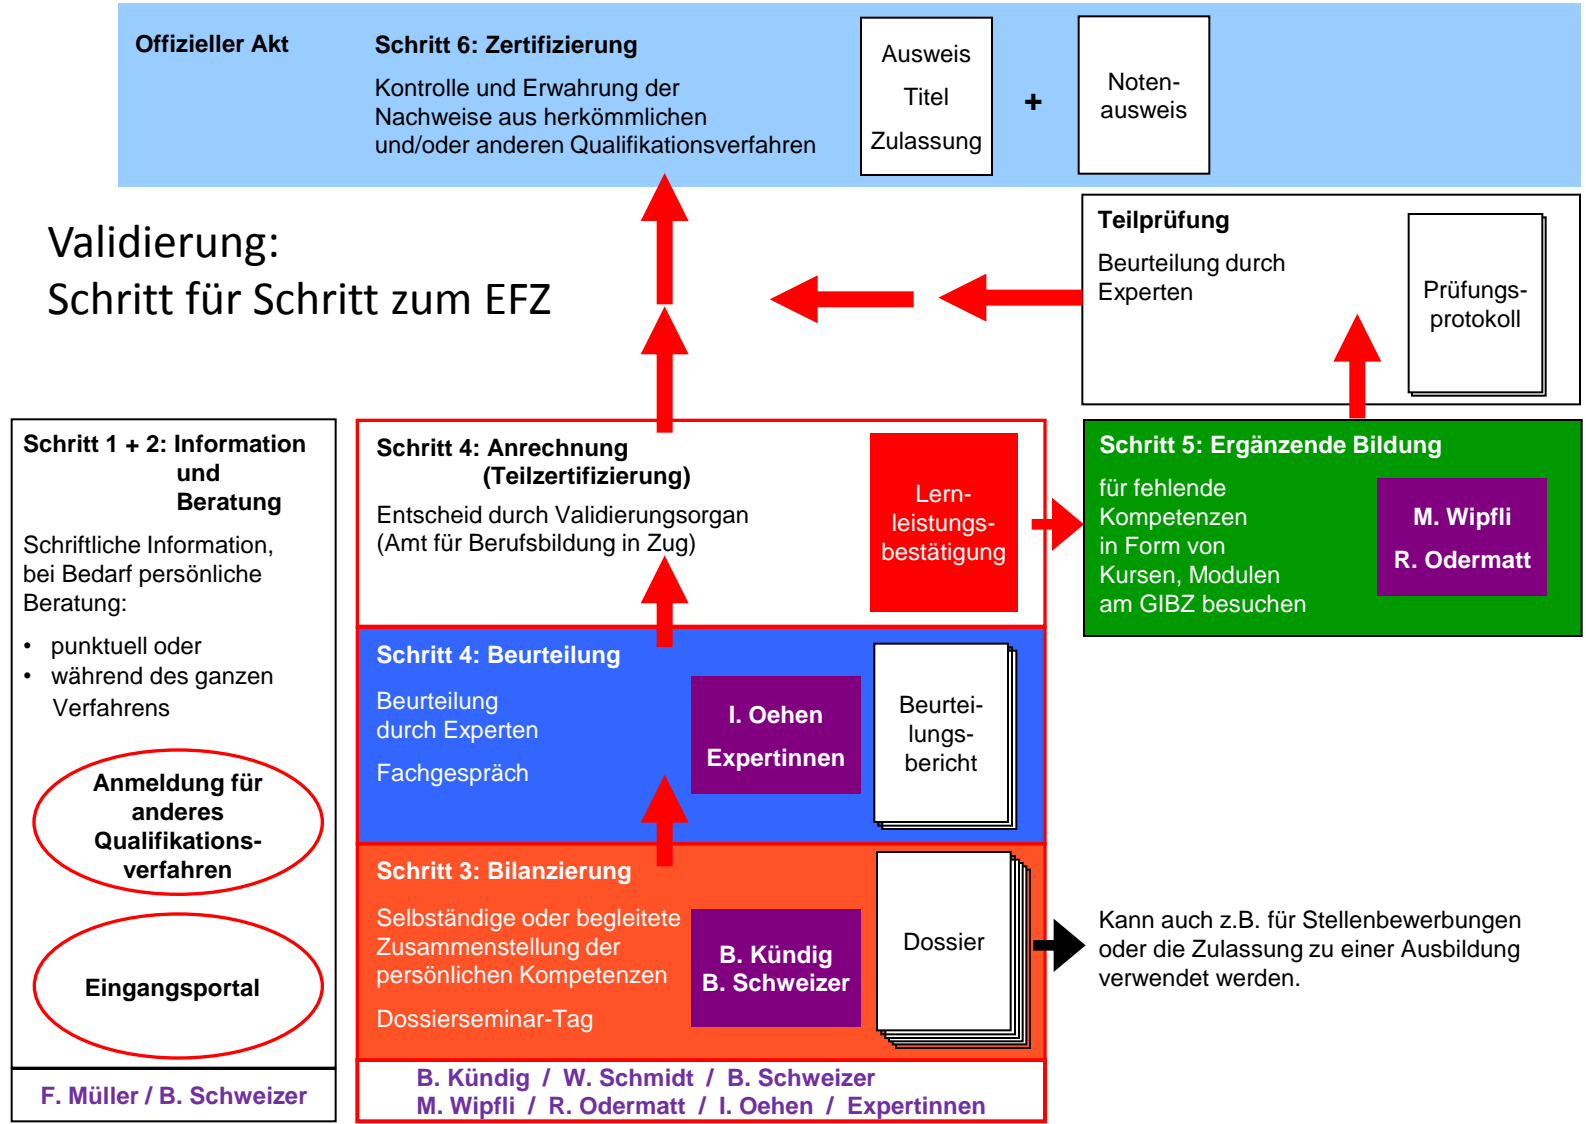 Offizieller Akt
Schritt 6: Zertifizierung
Kontrolle und Erwahrung der
Nachweise aus herkömmlichen
und/oder anderen Qualifikationsverfahren
Ausweis
Titel
Zulassung
+
Noten-
ausweis
Validierung:
Schritt für Schritt zum EFZ
Teilprüfung
Beurteilung durch
Experten
Prüfungs-
protokoll
Schritt 1 + 2: Information
und
Beratung
Schriftliche Information,
bei Bedarf persönliche
Beratung:
• punktuell oder
• während des ganzen
Verfahrens
Anmeldung für
anderes
Qualifikations-
verfahren
Eingangsportal
F. Müller / B. Schweizer
Schritt 4: Anrechnung
(Teilzertifizierung)
Entscheid durch Validierungsorgan
(Amt für Berufsbildung in Zug)
Lern-
leistungs-
bestätigung
Schritt 5: Ergänzende Bildung
für fehlende
Kompetenzen
in Form von
Kursen, Modulen
am GIBZ besuchen
M. Wipfli
R. Odermatt
Schritt 4: Beurteilung
Beurteilung
durch Experten
Fachgespräch
I. Oehen
Expertinnen
Beurtei-
lungs-
bericht
Schritt 3: Bilanzierung
Selbständige oder begleitete
Zusammenstellung der
persönlichen Kompetenzen
Dossierseminar-Tag
B. Kündig
B. Schweizer
Dossier
Kann auch z.B. für Stellenbewerbungen
oder die Zulassung zu einer Ausbildung
verwendet werden.
B. Kündig / W. Schmidt / B. Schweizer
M. Wipfli / R. Odermatt / I. Oehen / Expertinnen